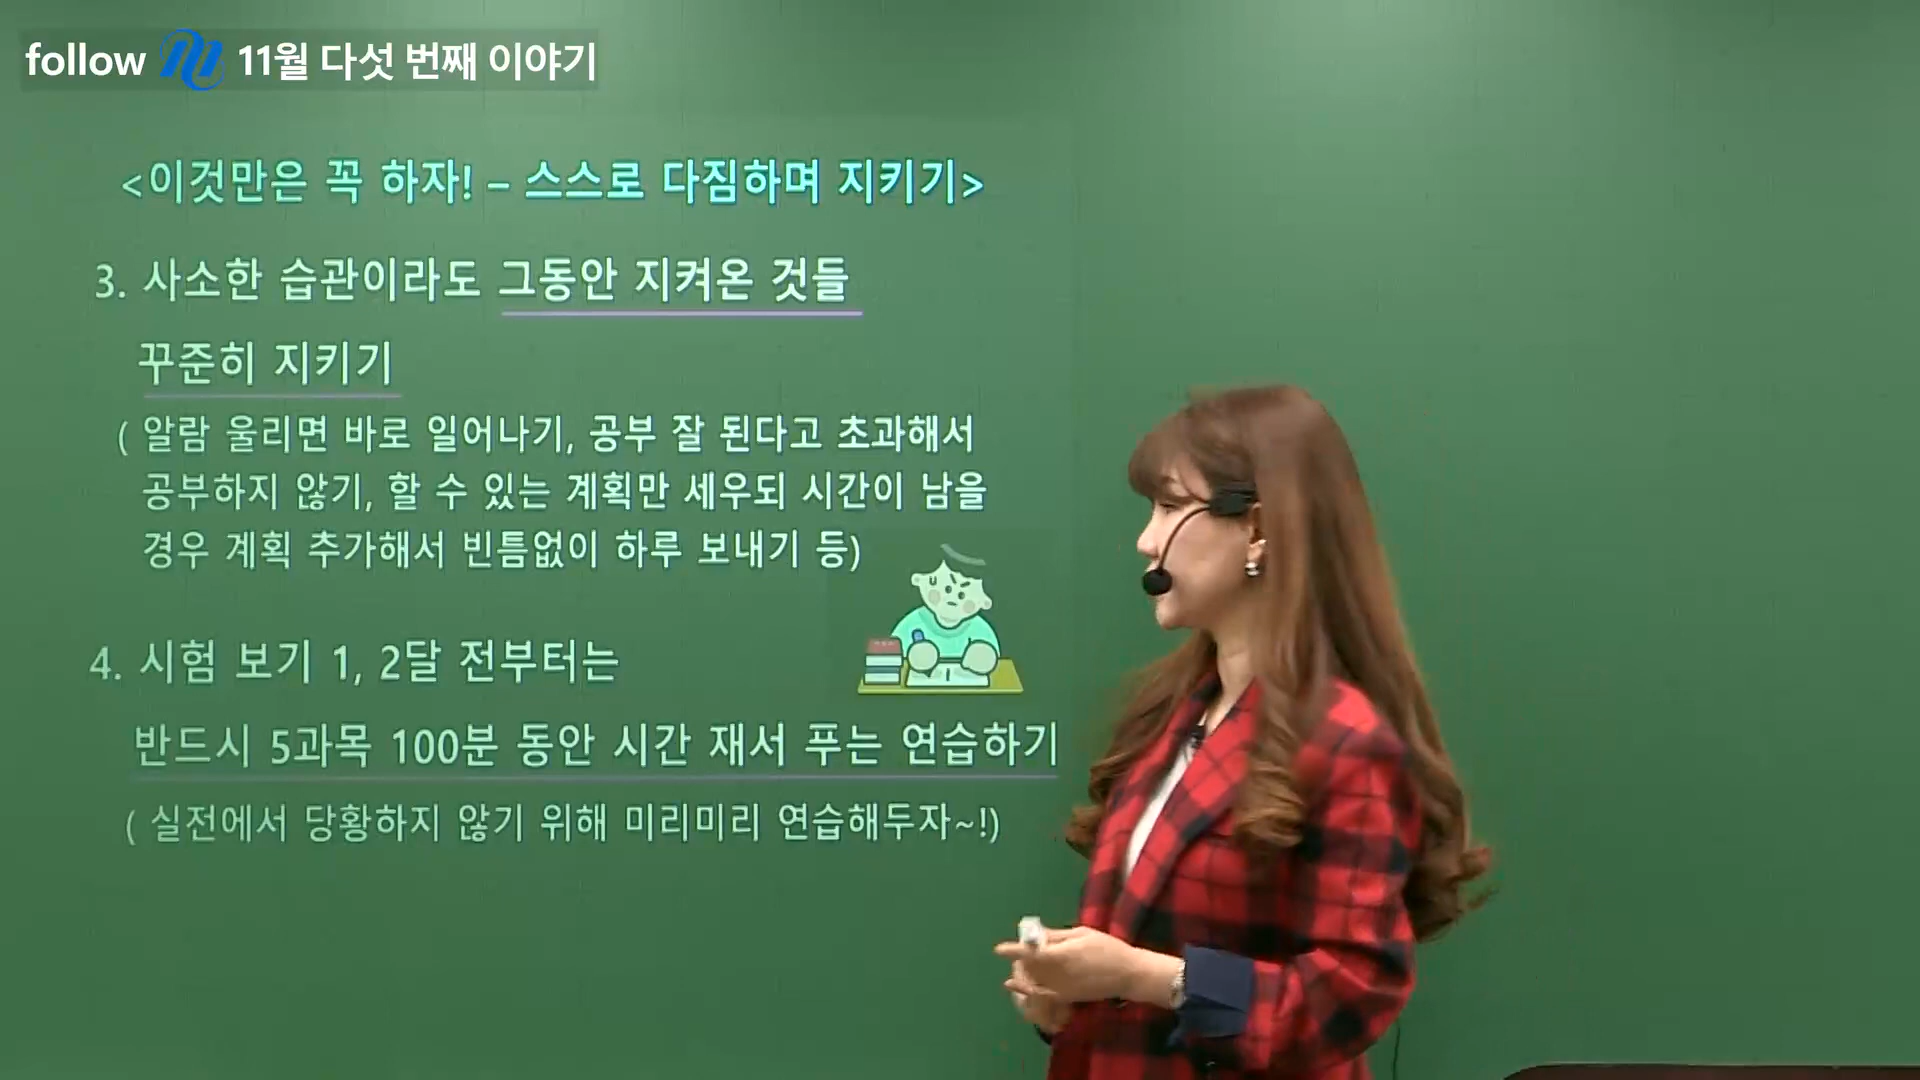 follow 11월 다섯 번째 이야기
<이것만은 꼭 하자! – 스스로 다짐하며 지키기>
3. 사소한 습관이라도 그동안 지켜온 것들
꾸준히 지키기
( 알람 울리면 바로 일어나기, 공부 잘 된다고 초과해서
공부하지 않기, 할 수 있는 계획만 세우되 시간이 남을
경우 계획 추가해서 빈틈없이 하루 보내기 등)
4. 시험 보기 1, 2달 전부터는
반드시 5과목 100분 동안 시간 재서 푸는 연습하기
( 실전에서 당황하지 않기 위해 미리미리 연습해두자~!)